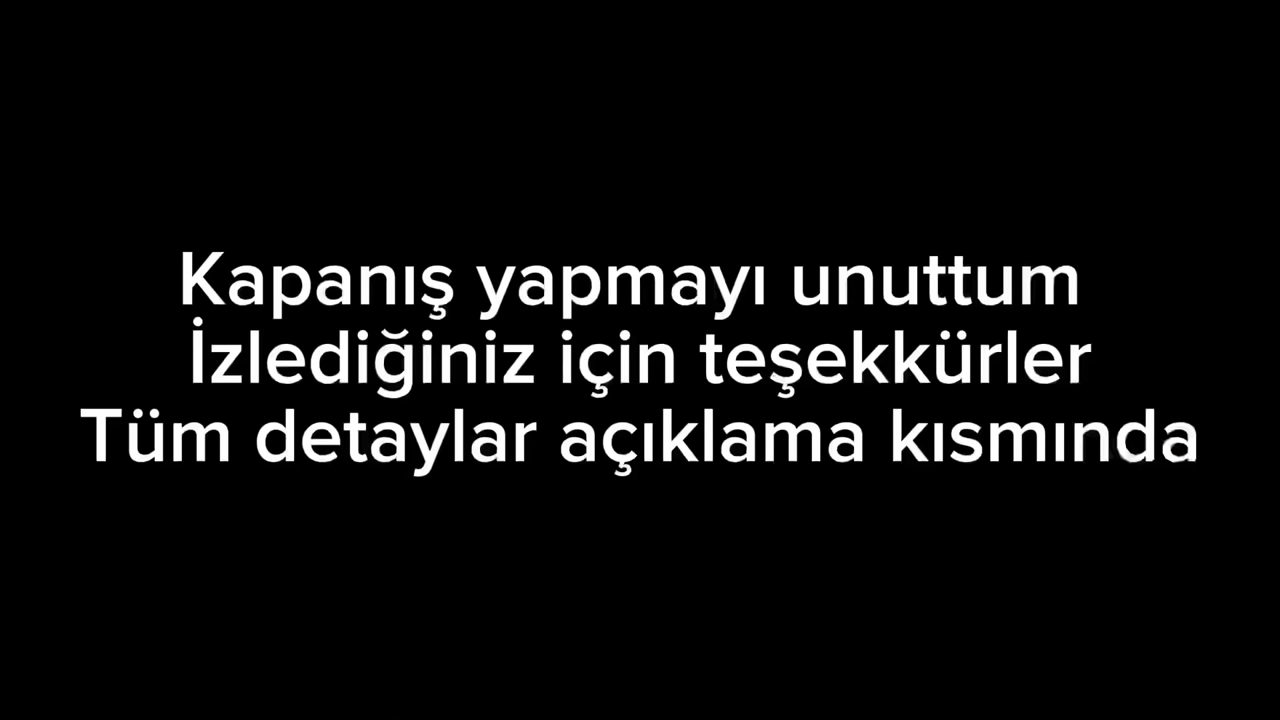 Kapanış yapmayı unuttum
İzlediğiniz için teşekkürler
Tüm detaylar açıklama kısmında